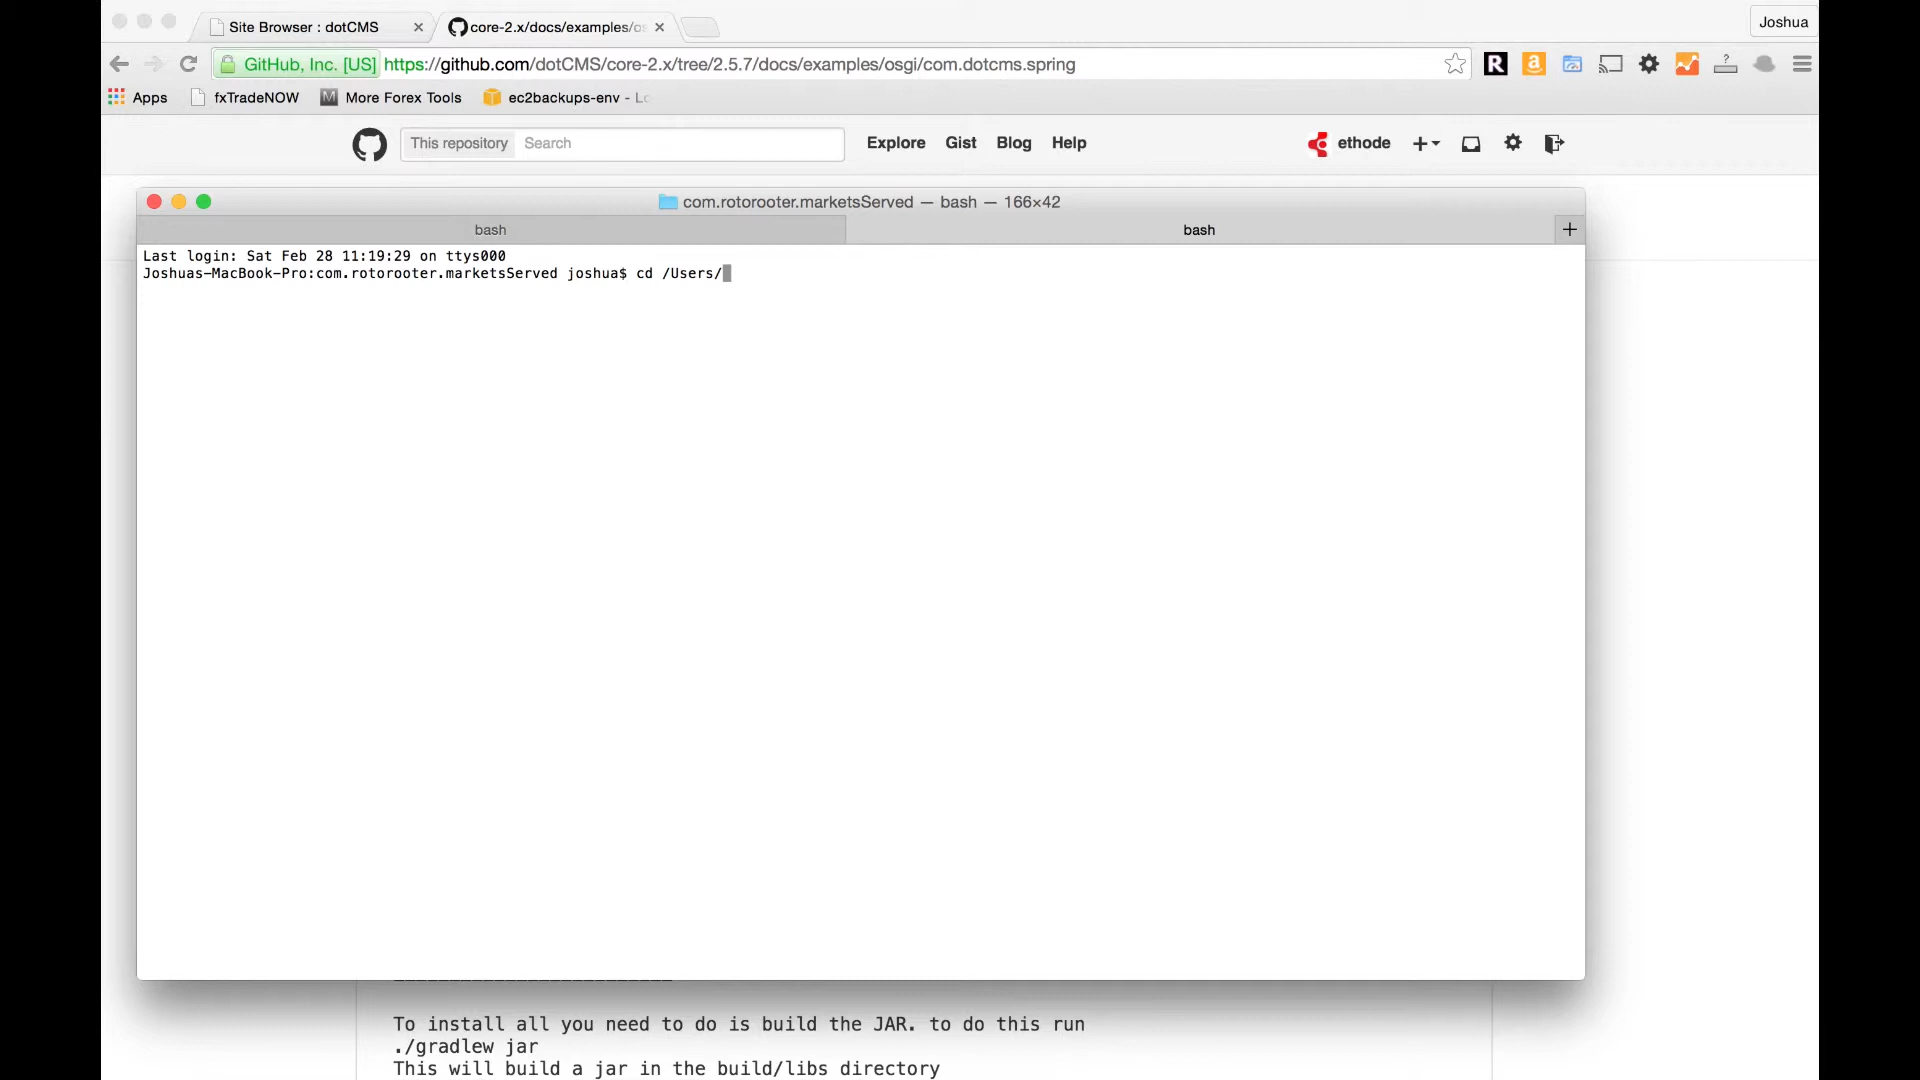 Joshua
Site Browser : dotCMS
core-2.x/docs/examples/os
GitHub, Inc. [US] https://github.com/dotCMS/core-2.x/tree/2.5.7/docs/examples/osgi/com.dotcms.spring
Apps fxTradeNOW M More Forex Tools ec2backups-env - Lo
This repository Search Explore Gist Blog Help ethode
com.rotorooter.marketsServed — bash — 166×42
bash bash +
Last login: Sat Feb 28 11:19:29 on ttys000
Joshuas-MacBook-Pro:com.rotorooter.marketsServed joshua$ cd /Users/
To install all you need to do is build the JAR. to do this run
./gradlew jar
This will build a jar in the build/libs directory